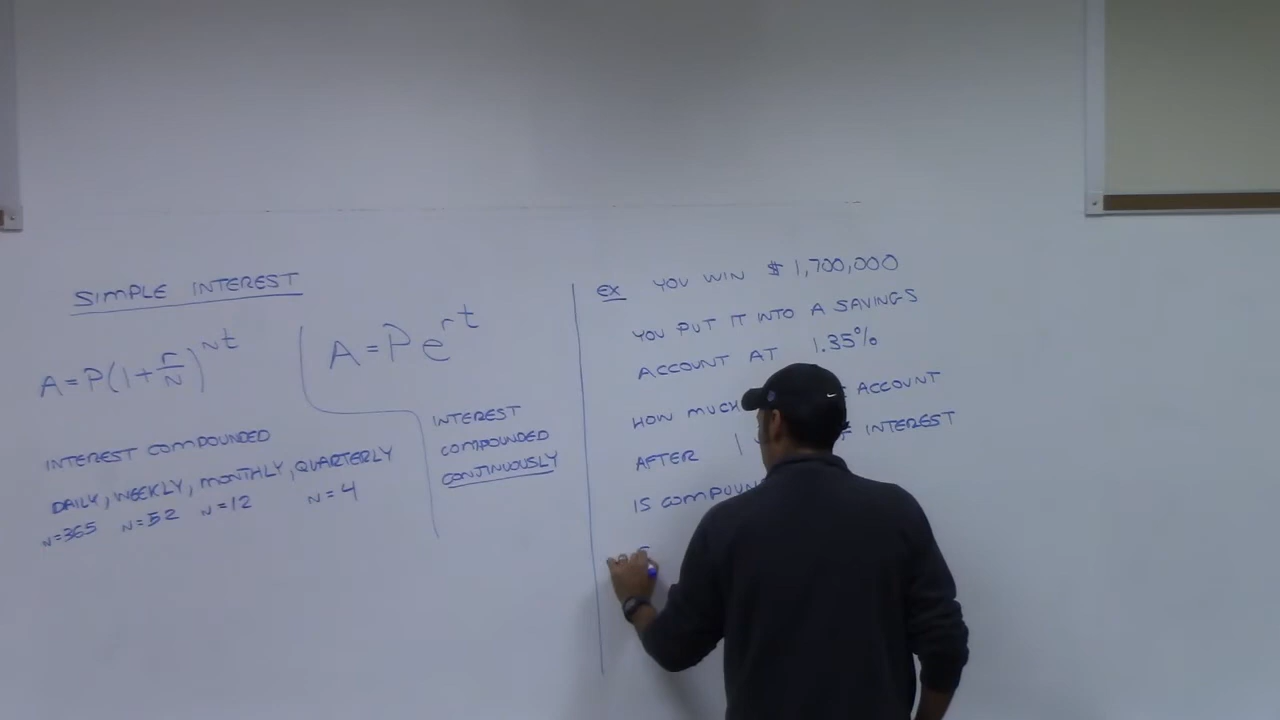 SIMPLE INTEREST
A=P(1+r/N)^Nt
INTEREST COMPOUNDED
DAILY, WEEKLY, MONTHLY, QUARTERLY
N=365 N=52 N=12 N=4
A=Pe^rt
INTEREST
COMPOUNDED
CONTINUOUSLY
EX YOU WIN $1,700,000
YOU PUT IT INTO A SAVINGS
ACCOUNT AT 1.35%
HOW MUCH ACCOUNT
AFTER 1 INTEREST
IS